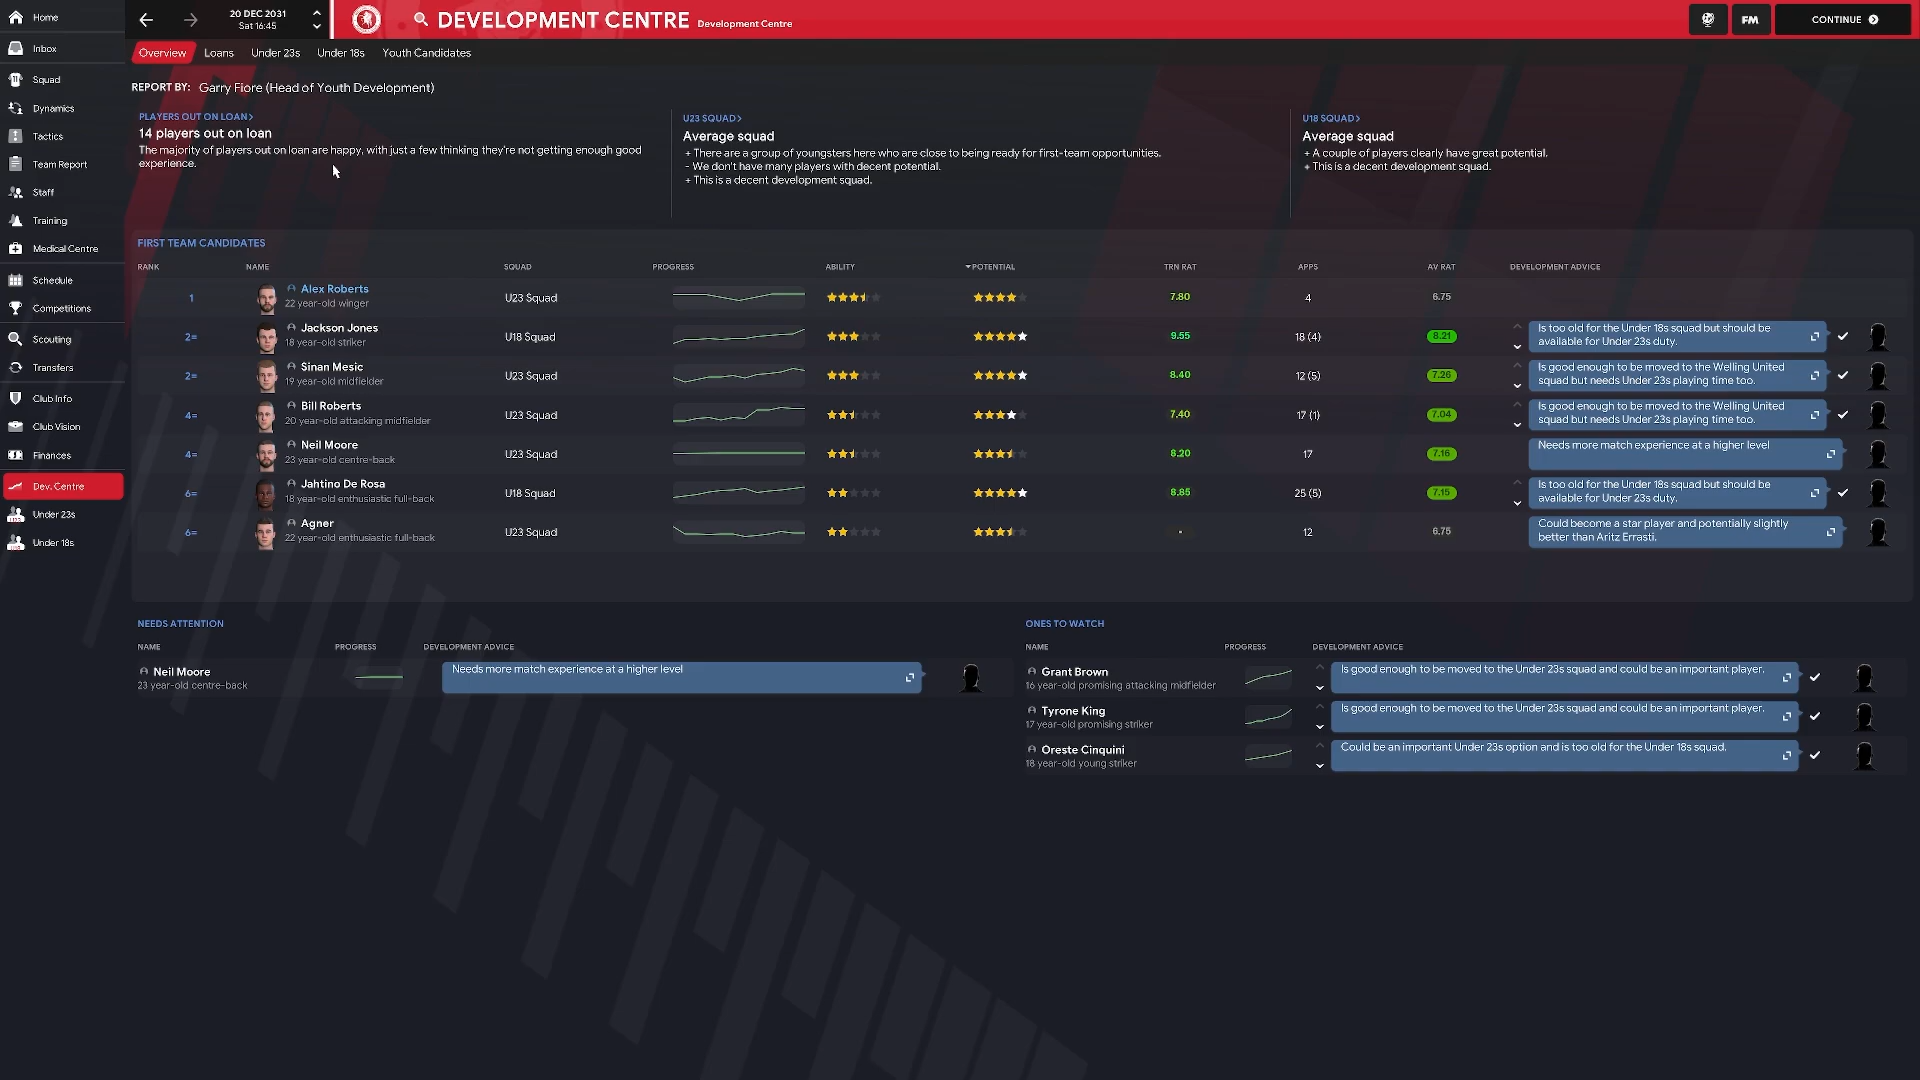 Home
Inbox
Squad
Dynamics
Tactics
Team Report
Staff
Training
Medical Centre
Schedule
Competitions
Scouting
Transfers
Club Info
Club Vision
Finances
Dev. Centre
Under 23s
Under 18s
20 DEC 2031
Sat 16:45
DEVELOPMENT CENTRE Development Centre
FM
CONTINUE
Overview Loans Under 23s Under 18s Youth Candidates
REPORT BY: Garry Fiore (Head of Youth Development)
PLAYERS OUT ON LOAN>
14 players out on loan
The majority of players out on loan are happy, with just a few thinking they're not getting enough good
experience.
U23 SQUAD>
Average squad
+ There are a group of youngsters here who are close to being ready for first-team opportunities.
- We don't have many players with decent potential.
+ This is a decent development squad.
U18 SQUAD>
Average squad
+ A couple of players clearly have great potential.
+ This is a decent development squad.
FIRST TEAM CANDIDATES
RANK NAME SQUAD PROGRESS ABILITY POTENTIAL TRN RAT APPS AV RAT DEVELOPMENT ADVICE
1 Alex Roberts U23 Squad 7.80 4 6.75
22 year-old winger
2= Jackson Jones U18 Squad 9.55 18 (4) 8.21
18 year-old striker
Is too old for the Under 18s squad but should be
available for Under 23s duty.
2= Sinan Mesic U23 Squad 8.40 12 (5) 7.26
19 year-old midfielder
Is good enough to be moved to the Welling United
squad but needs Under 23s playing time too.
4= Bill Roberts U23 Squad 7.40 17 (1) 7.04
20 year-old attacking midfielder
Is good enough to be moved to the Welling United
squad but needs Under 23s playing time too.
4= Neil Moore U23 Squad 8.20 17 7.16
23 year-old centre-back
Needs more match experience at a higher level
6= Jahtino De Rosa U18 Squad 8.85 25 (5) 7.15
18 year-old enthusiastic full-back
Is too old for the Under 18s squad but should be
available for Under 23s duty.
6= Agner U23 Squad - 12 6.75
22 year-old enthusiastic full-back
Could become a star player and potentially slightly
better than Aritz Errasti.
NEEDS ATTENTION
NAME PROGRESS DEVELOPMENT ADVICE
Neil Moore
23 year-old centre-back
Needs more match experience at a higher level
ONES TO WATCH
NAME PROGRESS DEVELOPMENT ADVICE
Grant Brown
16 year-old promising attacking midfielder
Is good enough to be moved to the Under 23s squad and could be an important player.
Tyrone King
17 year-old promising striker
Is good enough to be moved to the Under 23s squad and could be an important player.
Oreste Cinquini
18 year-old young striker
Could be an important Under 23s option and is too old for the Under 18s squad.